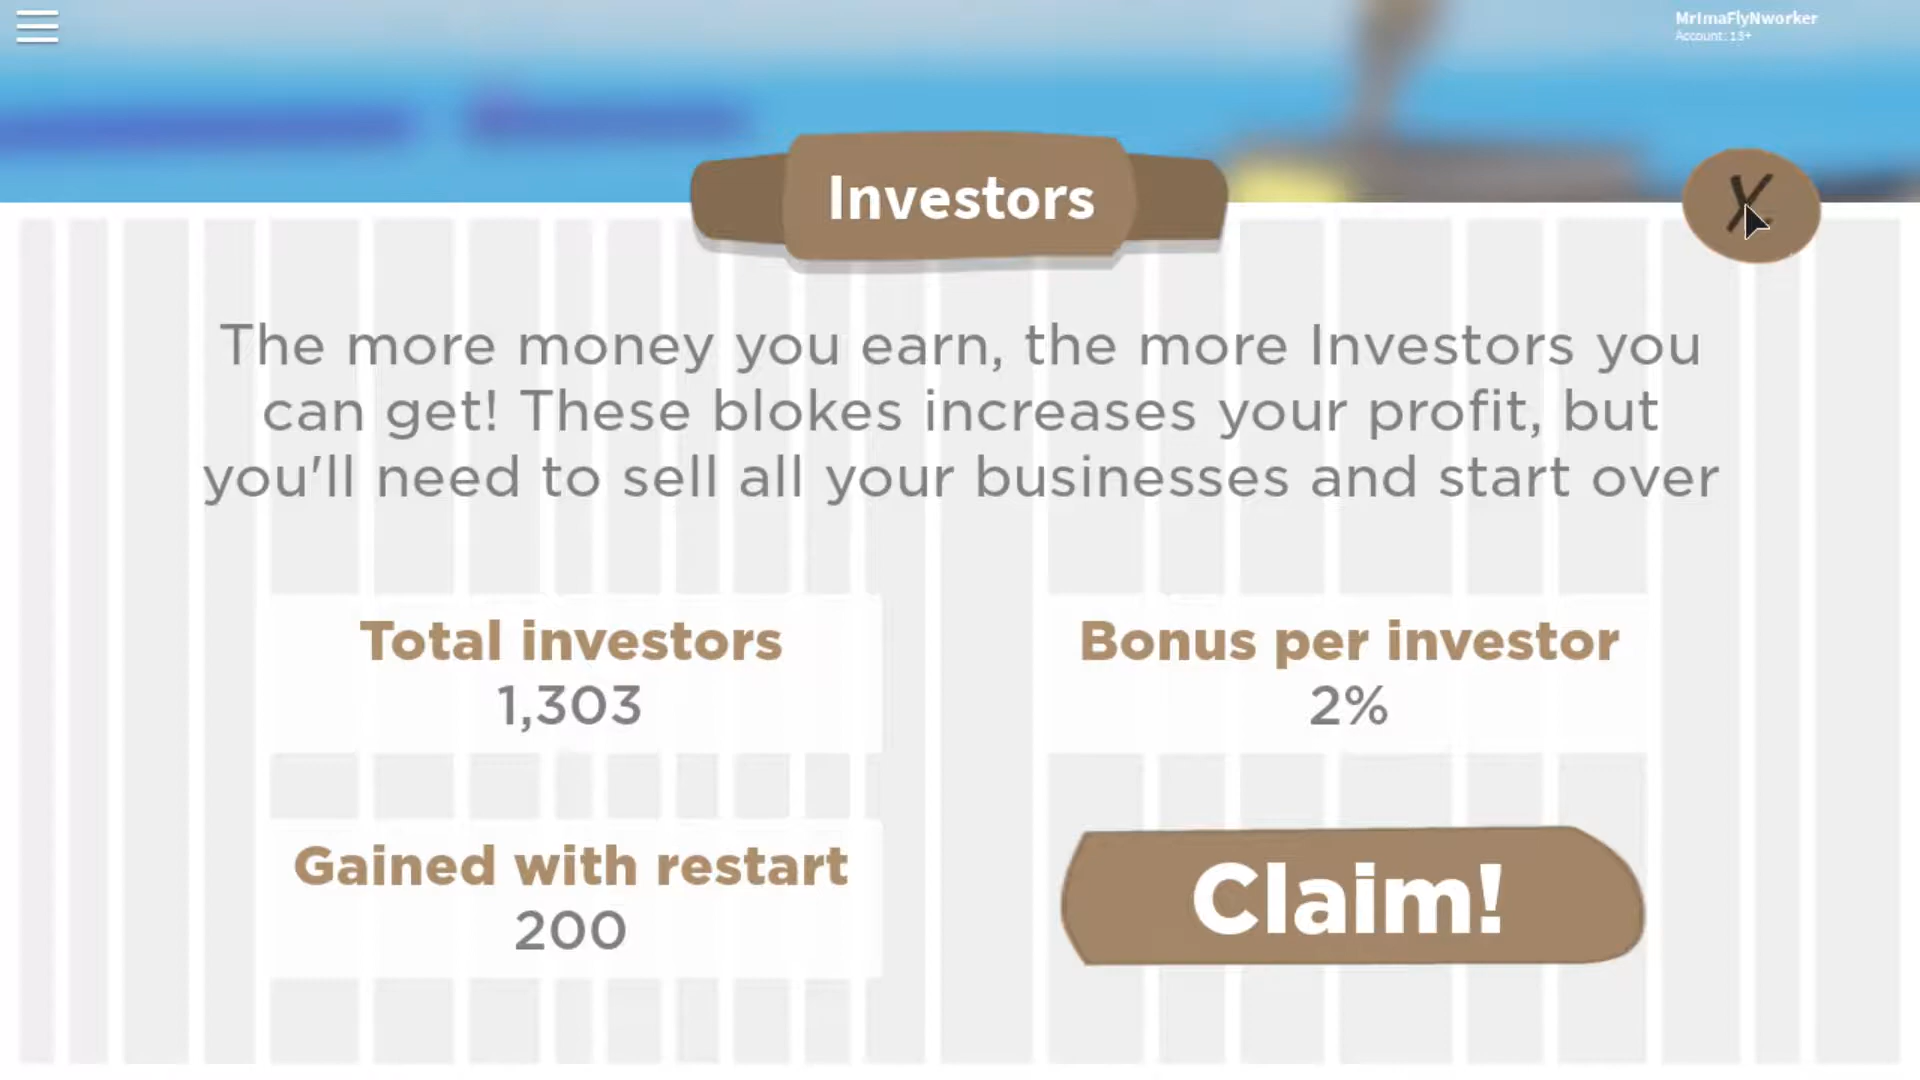 MrImaFlyNworker
Account: 13+
Investors
X
The more money you earn, the more Investors you
can get! These blokes increases your profit, but
you'll need to sell all your businesses and start over
Total investors
1,303
Bonus per investor
2%
Gained with restart
200
Claim!